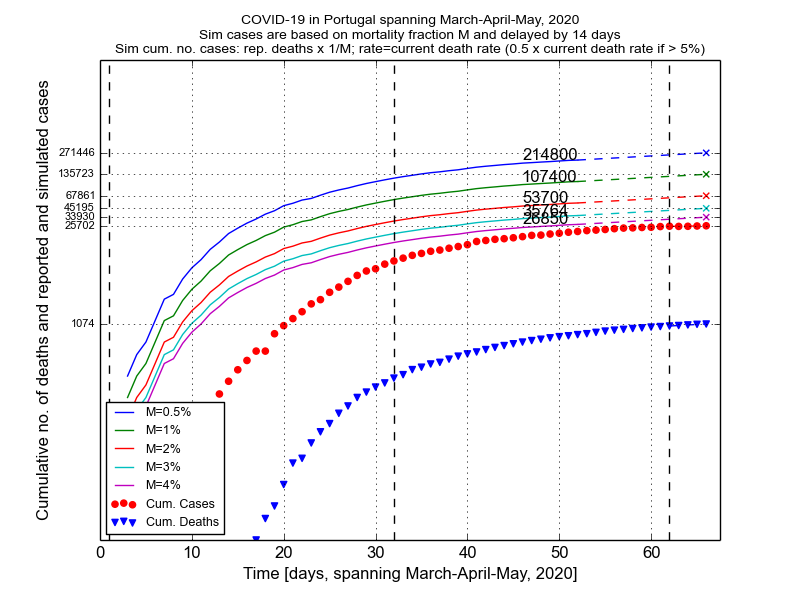 COVID-19 in Portugal spanning March-April-May, 2020
Sim cases are based on mortality fraction M and delayed by 14 days
Sim cum. no. cases: rep. deaths x 1/M; rate=current death rate (0.5 x current death rate if > 5%)
Cumulative no. of deaths and reported and simulated cases
271446
135723
67861
45195
33930
25702
1074
214800
107400
53700
35764
26850
M=0.5%
M=1%
M=2%
M=3%
M=4%
Cum. Cases
Cum. Deaths
0 10 20 30 40 50 60
Time [days, spanning March-April-May, 2020]